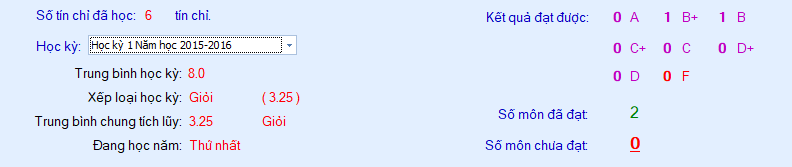 Số tín chỉ đã học: 6 tín chỉ.
Học kỳ: Học kỳ 1 Năm học 2015-2016
Trung bình học kỳ: 8.0
Xếp loại học kỳ: Giỏi ( 3.25 )
Trung bình chung tích lũy: 3.25 Giỏi
Đang học năm: Thứ nhất
Kết quả đạt được: 0 A 1 B+ 1 B
0 C+ 0 C 0 D+
0 D 0 F
Số môn đã đạt: 2
Số môn chưa đạt: 0